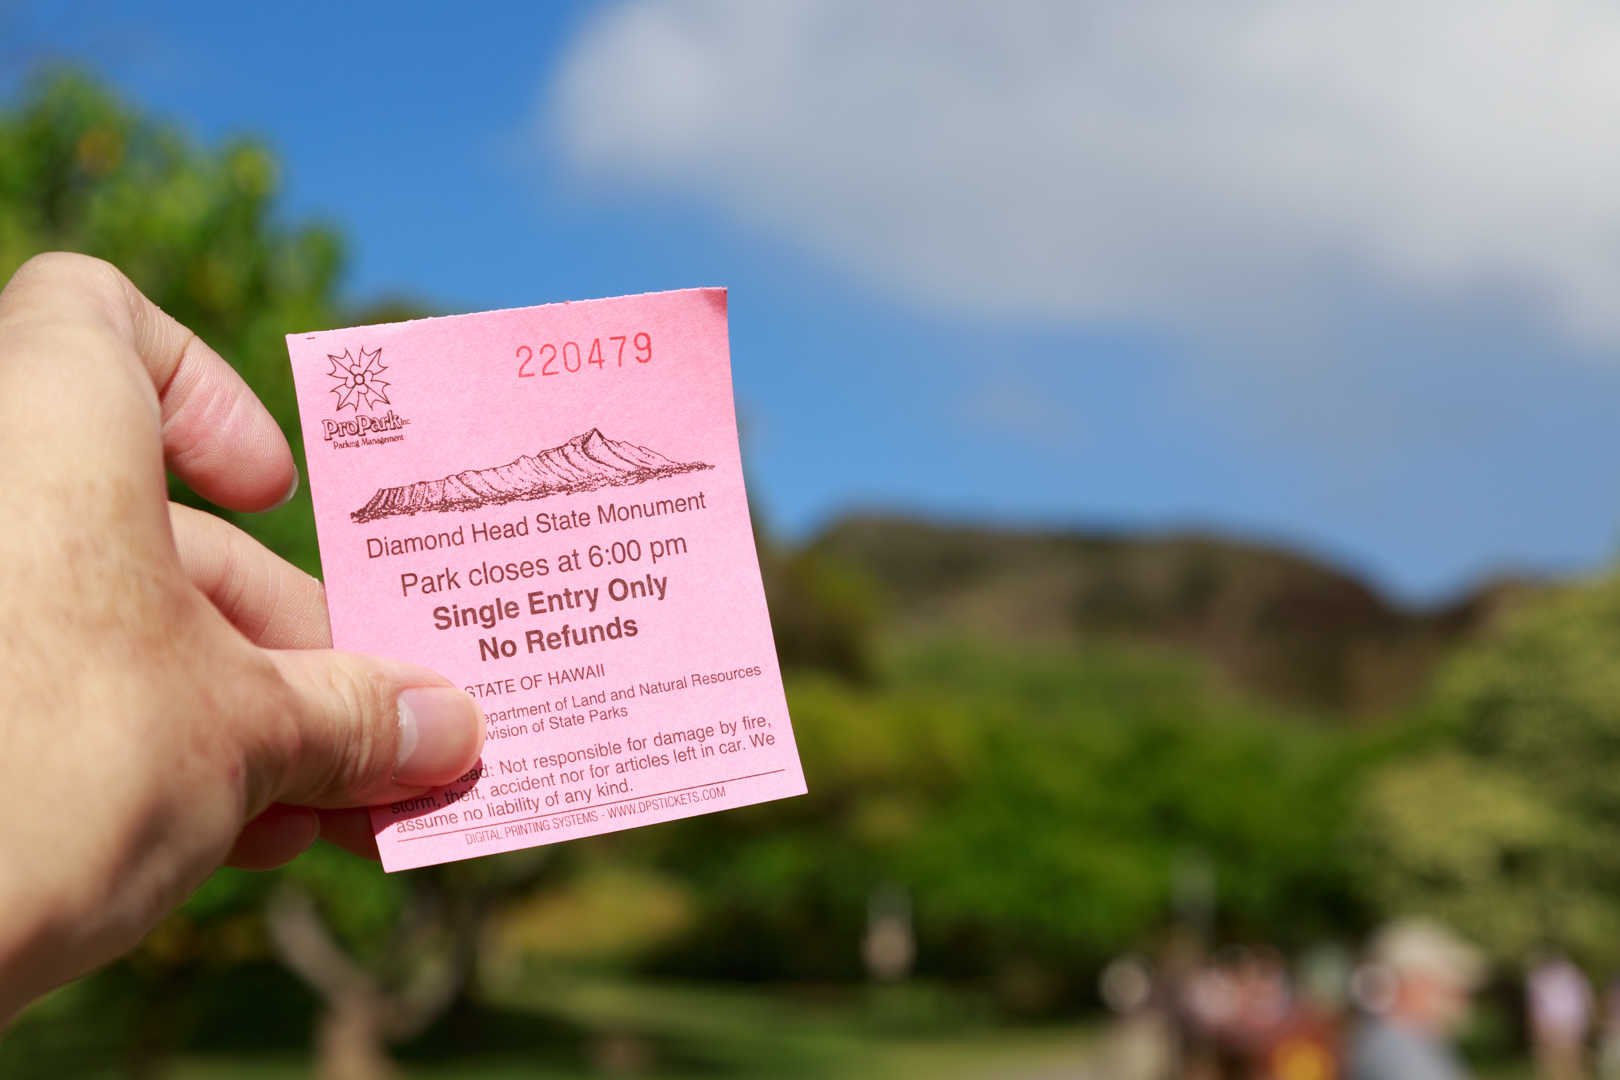 220479
ProPark Inc.
Parking Management
Diamond Head State Monument
Park closes at 6:00 pm
Single Entry Only
No Refunds
STATE OF HAWAII
epartment of Land and Natural Resources
ivision of State Parks
ead: Not responsible for damage by fire,
storm, theft, accident nor for articles left in car. We
assume no liability of any kind.
DIGITAL PRINTING SYSTEMS - WWW.DPSTICKETS.COM